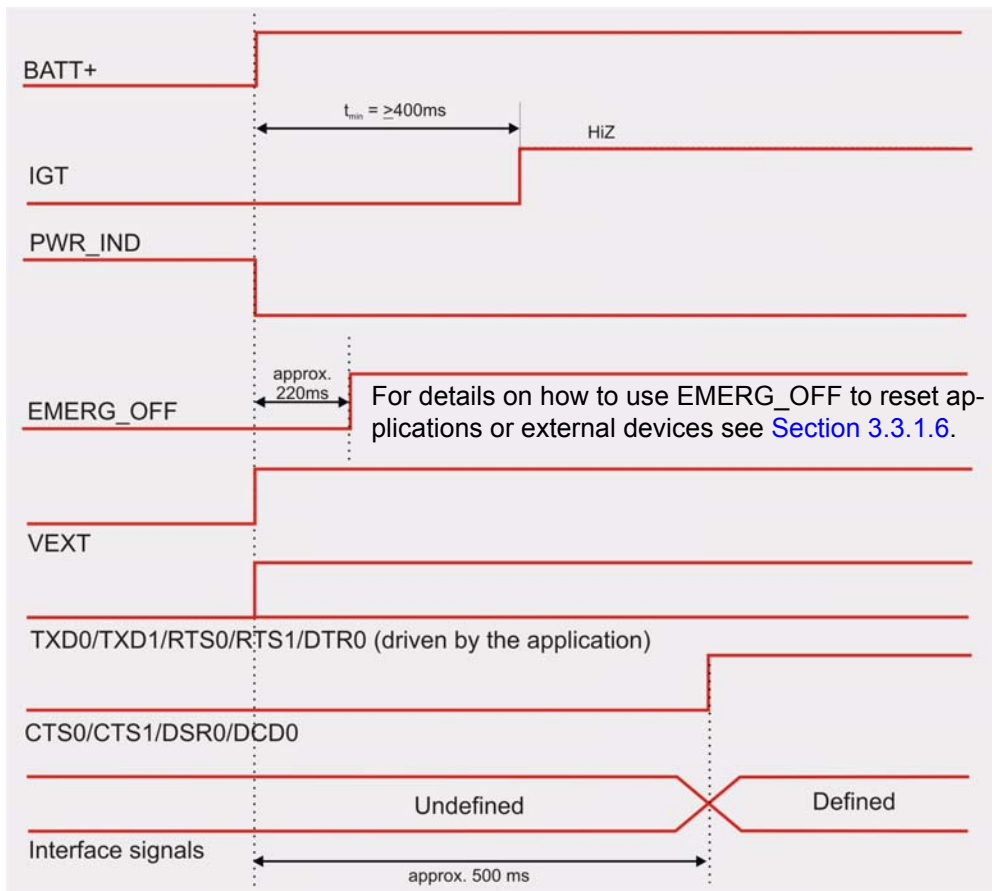 BATT+
tmin = ≥400ms
HiZ
IGT
PWR_IND
approx.
220ms
EMERG_OFF
For details on how to use EMERG_OFF to reset ap-
plications or external devices see Section 3.3.1.6.
VEXT
TXD0/TXD1/RTS0/RTS1/DTR0 (driven by the application)
CTS0/CTS1/DSR0/DCD0
Undefined
Defined
Interface signals
approx. 500 ms